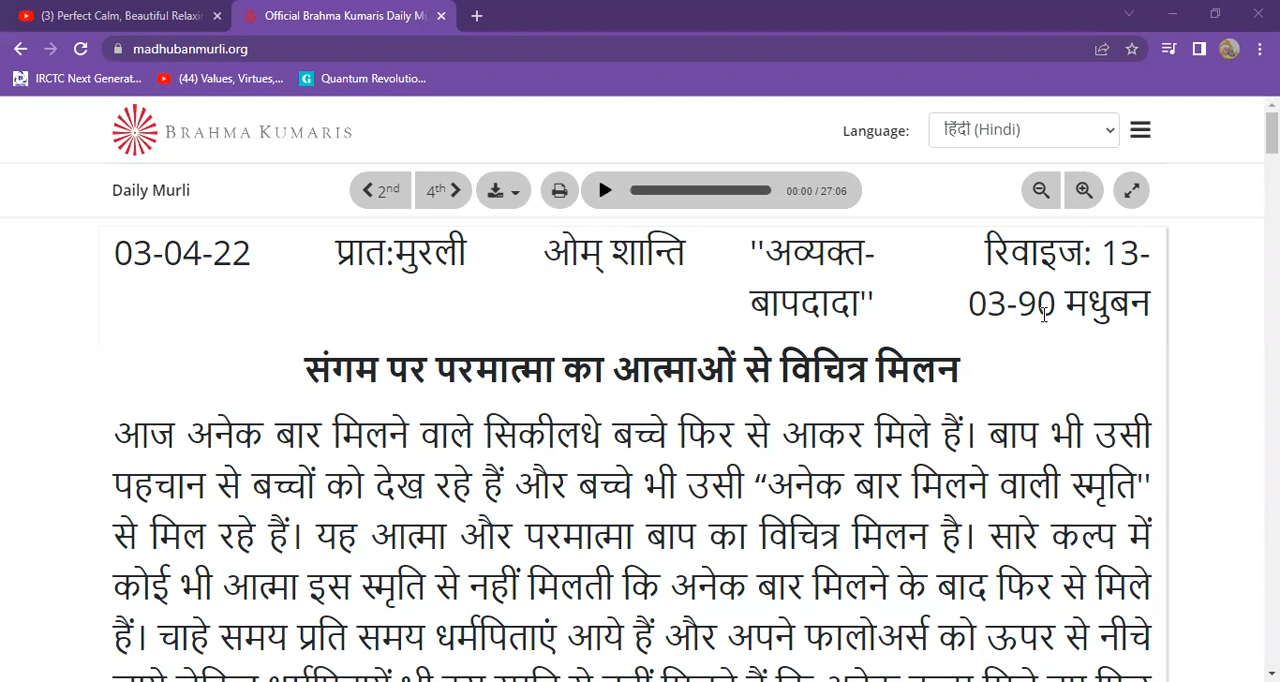 (3) Perfect Calm, Beautiful Relaxi
Official Brahma Kumaris Daily Mu
madhubanmurli.org
IRCTC Next Generat...
(44) Values, Virtues,...
Quantum Revolutio...
BRAHMA KUMARIS
Language:
हिंदी (Hindi)
Daily Murli
2nd
4th
00:00 / 27:06
03-04-22 प्रात:मुरली ओम् शान्ति "अव्यक्त- रिवाइज: 13-
बापदादा" 03-90 मधुबन
संगम पर परमात्मा का आत्माओं से विचित्र मिलन
आज अनेक बार मिलने वाले सिकीलधे बच्चे फिर से आकर मिले हैं। बाप भी उसी
पहचान से बच्चों को देख रहे हैं और बच्चे भी उसी “अनेक बार मिलने वाली स्मृति"
से मिल रहे हैं। यह आत्मा और परमात्मा बाप का विचित्र मिलन है। सारे कल्प में
कोई भी आत्मा इस स्मृति से नहीं मिलती कि अनेक बार मिलने के बाद फिर से मिले
हैं। चाहे समय प्रति समय धर्मपिताएं आये हैं और अपने फालोअर्स को ऊपर से नीचे